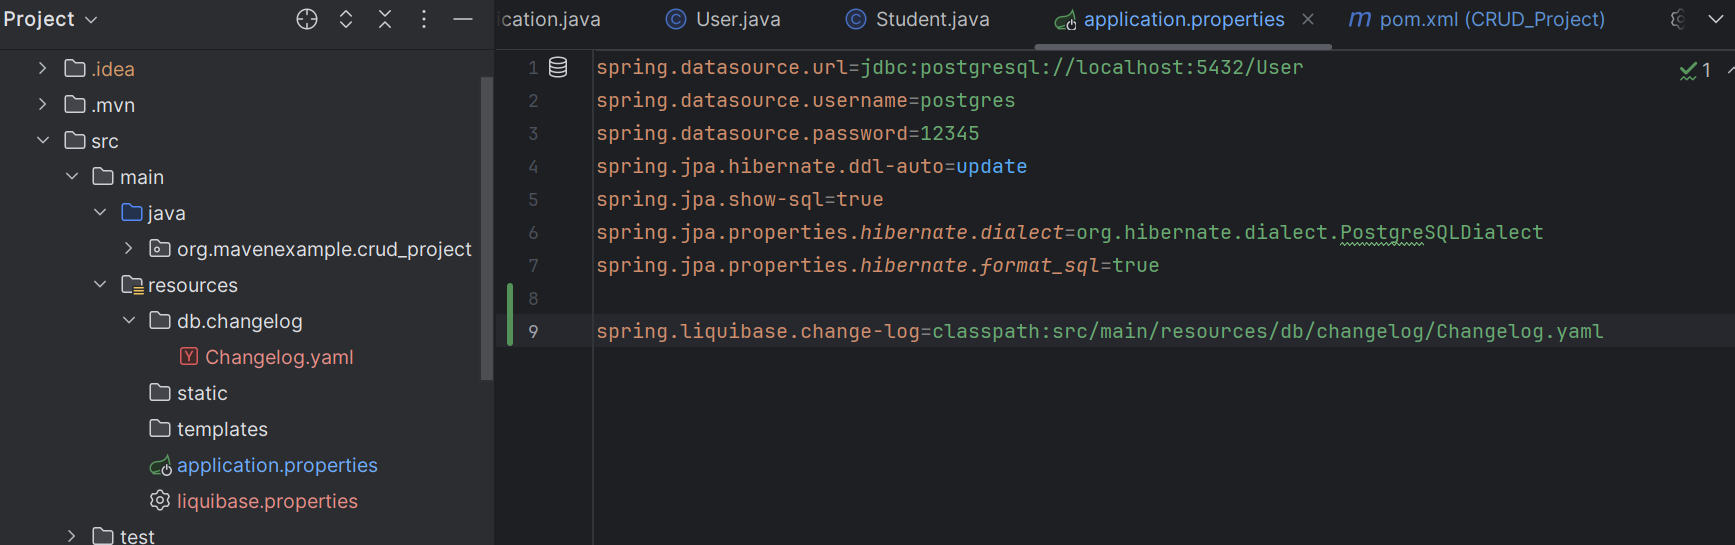 Project
.idea
.mvn
src
main
java
org.mavenexample.crud_project
resources
db.changelog
Changelog.yaml
static
templates
application.properties
liquibase.properties
test
ication.java
User.java
Student.java
application.properties
pom.xml (CRUD_Project)
1 spring.datasource.url=jdbc:postgresql://localhost:5432/User
2 spring.datasource.username=postgres
3 spring.datasource.password=12345
4 spring.jpa.hibernate.ddl-auto=update
5 spring.jpa.show-sql=true
6 spring.jpa.properties.hibernate.dialect=org.hibernate.dialect.PostgreSQLDialect
7 spring.jpa.properties.hibernate.format_sql=true
8
9 spring.liquibase.change-log=classpath:src/main/resources/db/changelog/Changelog.yaml
1